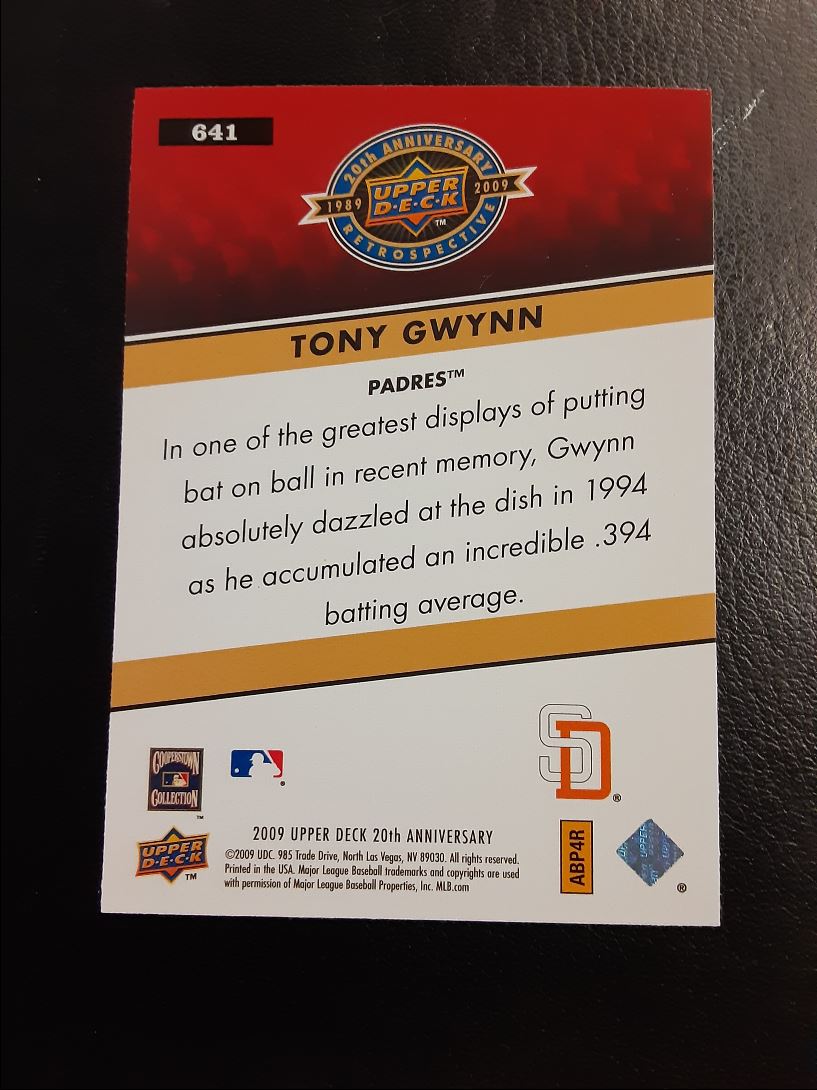 641
20th ANNIVERSARY
UPPER
D·E·C·K
TM
1989
2009
RETROSPECTIVE
TONY GWYNN
PADRES™
In one of the greatest displays of putting
bat on ball in recent memory, Gwynn
absolutely dazzled at the dish in 1994
as he accumulated an incredible .394
batting average.
COOPERSTOWN
COLLECTION
TM
®
SD
®
2009 UPPER DECK 20th ANNIVERSARY
UPPER
D·E·C·K
TM
©2009 UDC. 985 Trade Drive, North Las Vegas, NV 89030. All rights reserved.
Printed in the USA. Major League Baseball trademarks and copyrights are used
with permission of Major League Baseball Properties, Inc. MLB.com
ABP4R
UPPER
®